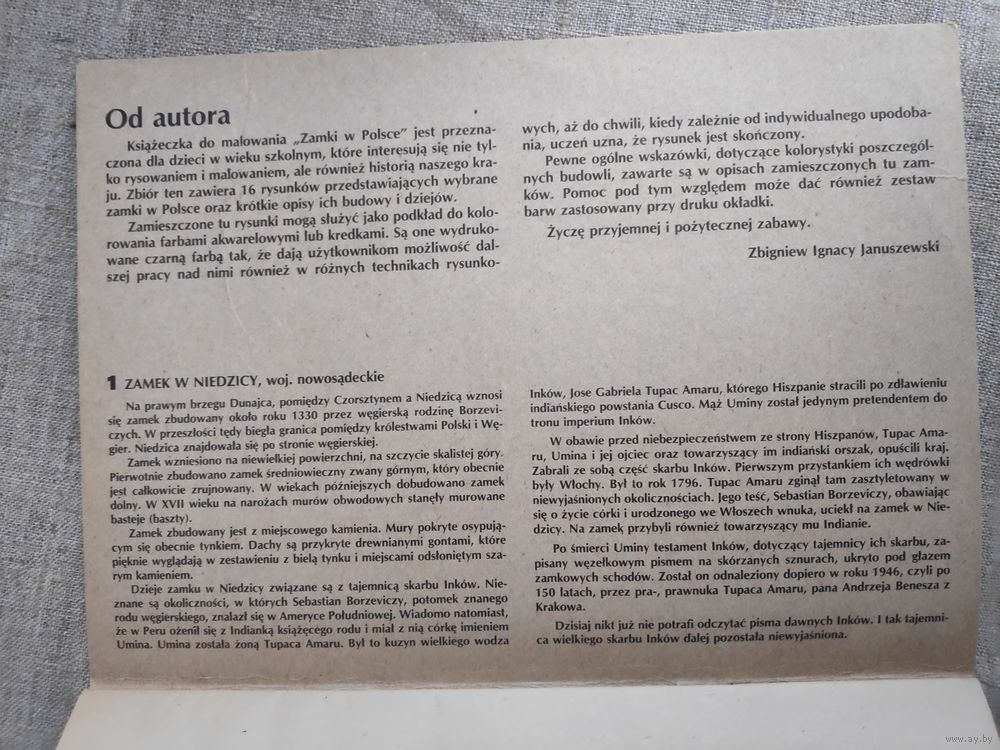 Od autora
Książeczka do malowania „Zamki w Polsce" jest przezna-
czona dla dzieci w wieku szkolnym, które interesują się nie tyl-
ko rysowaniem i malowaniem, ale również historią naszego kra-
ju. Zbiór ten zawiera 16 rysunków przedstawiających wybrane
zamki w Polsce oraz krótkie opisy ich budowy i dziejów.
Zamieszczone tu rysunki mogą służyć jako podkład do kolo-
rowania farbami akwarelowymi lub kredkami. Są one wydruko-
wane czarną farbą tak, że dają użytkownikom możliwość dal-
szej pracy nad nimi również w różnych technikach rysunko-
wych, aż do chwili, kiedy zależnie od indywidualnego upodoba-
nia, uczeń uzna, że rysunek jest skończony.
Pewne ogólne wskazówki, dotyczące kolorystyki poszczegól-
nych budowli, zawarte są w opisach zamieszczonych tu zam-
ków. Pomoc pod tym względem może dać również zestaw
barw zastosowany przy druku okładki.
Życzę przyjemnej i pożytecznej zabawy.
Zbigniew Ignacy Januszewski
1 ZAMEK W NIEDZICY, woj. nowosądeckie
Na prawym brzegu Dunajca, pomiędzy Czorsztynem a Niedzicą wznosi
się zamek zbudowany około roku 1330 przez węgierską rodzinę Borzevi-
czych. W przeszłości tędy biegła granica pomiędzy królestwami Polski i Wę-
gier. Niedzica znajdowała się po stronie węgierskiej.
Zamek wzniesiono na niewielkiej powierzchni, na szczycie skalistej góry.
Pierwotnie zbudowano zamek średniowieczny zwany górnym, który obecnie
jest całkowicie zrujnowany. W wiekach późniejszych dobudowano zamek
dolny. W XVII wieku na narożach murów obwodowych stanęły murowane
basteje (baszty).
Zamek zbudowany jest z miejscowego kamienia. Mury pokryte osypują-
cym się obecnie tynkiem. Dachy są przykryte drewnianymi gontami, które
pięknie wyglądają w zestawieniu z bielą tynku i miejscami odsłoniętym sza-
rym kamieniem.
Dzieje zamku w Niedzicy związane są z tajemnicą skarbu Inków. Nie-
znane są okoliczności, w których Sebastian Borzeviczy, potomek znanego
rodu węgierskiego, znalazł się w Ameryce Południowej. Wiadomo natomiast,
że w Peru ożenił się z Indianką książęcego rodu i miał z nią córkę imieniem
Umina. Umina została żoną Tupaca Amaru. Był to kuzyn wielkiego wodza
Inków, Jose Gabriela Tupac Amaru, którego Hiszpanie stracili po zdławieniu
indiańskiego powstania Cusco. Mąż Uminy został jedynym pretendentem do
tronu imperium Inków.
W obawie przed niebezpieczeństwem ze strony Hiszpanów, Tupac Ama-
ru, Umina i jej ojciec oraz towarzyszący im indiański orszak, opuścili kraj.
Zabrali ze sobą część skarbu Inków. Pierwszym przystankiem ich wędrówki
były Włochy. Był to rok 1796. Tupac Amaru zginął tam zasztyletowany w
niewyjaśnionych okolicznościach. Jego teść, Sebastian Borzeviczy, obawiając
się o życie córki i urodzonego we Włoszech wnuka, uciekł na zamek w Nie-
dzicy. Na zamek przybyli również towarzyszący mu Indianie.
Po śmierci Uminy testament Inków, dotyczący tajemnicy ich skarbu, za-
pisany węzełkowym pismem na skórzanych sznurach, ukryto pod głazem
zamkowych schodów. Został on odnaleziony dopiero w roku 1946, czyli po
150 latach, przez pra-, prawnuka Tupaca Amaru, pana Andrzeja Benesza z
Krakowa.
Dzisiaj nikt już nie potrafi odczytać pisma dawnych Inków. I tak tajemni-
ca wielkiego skarbu Inków dalej pozostała niewyjaśniona.
www.ay.by